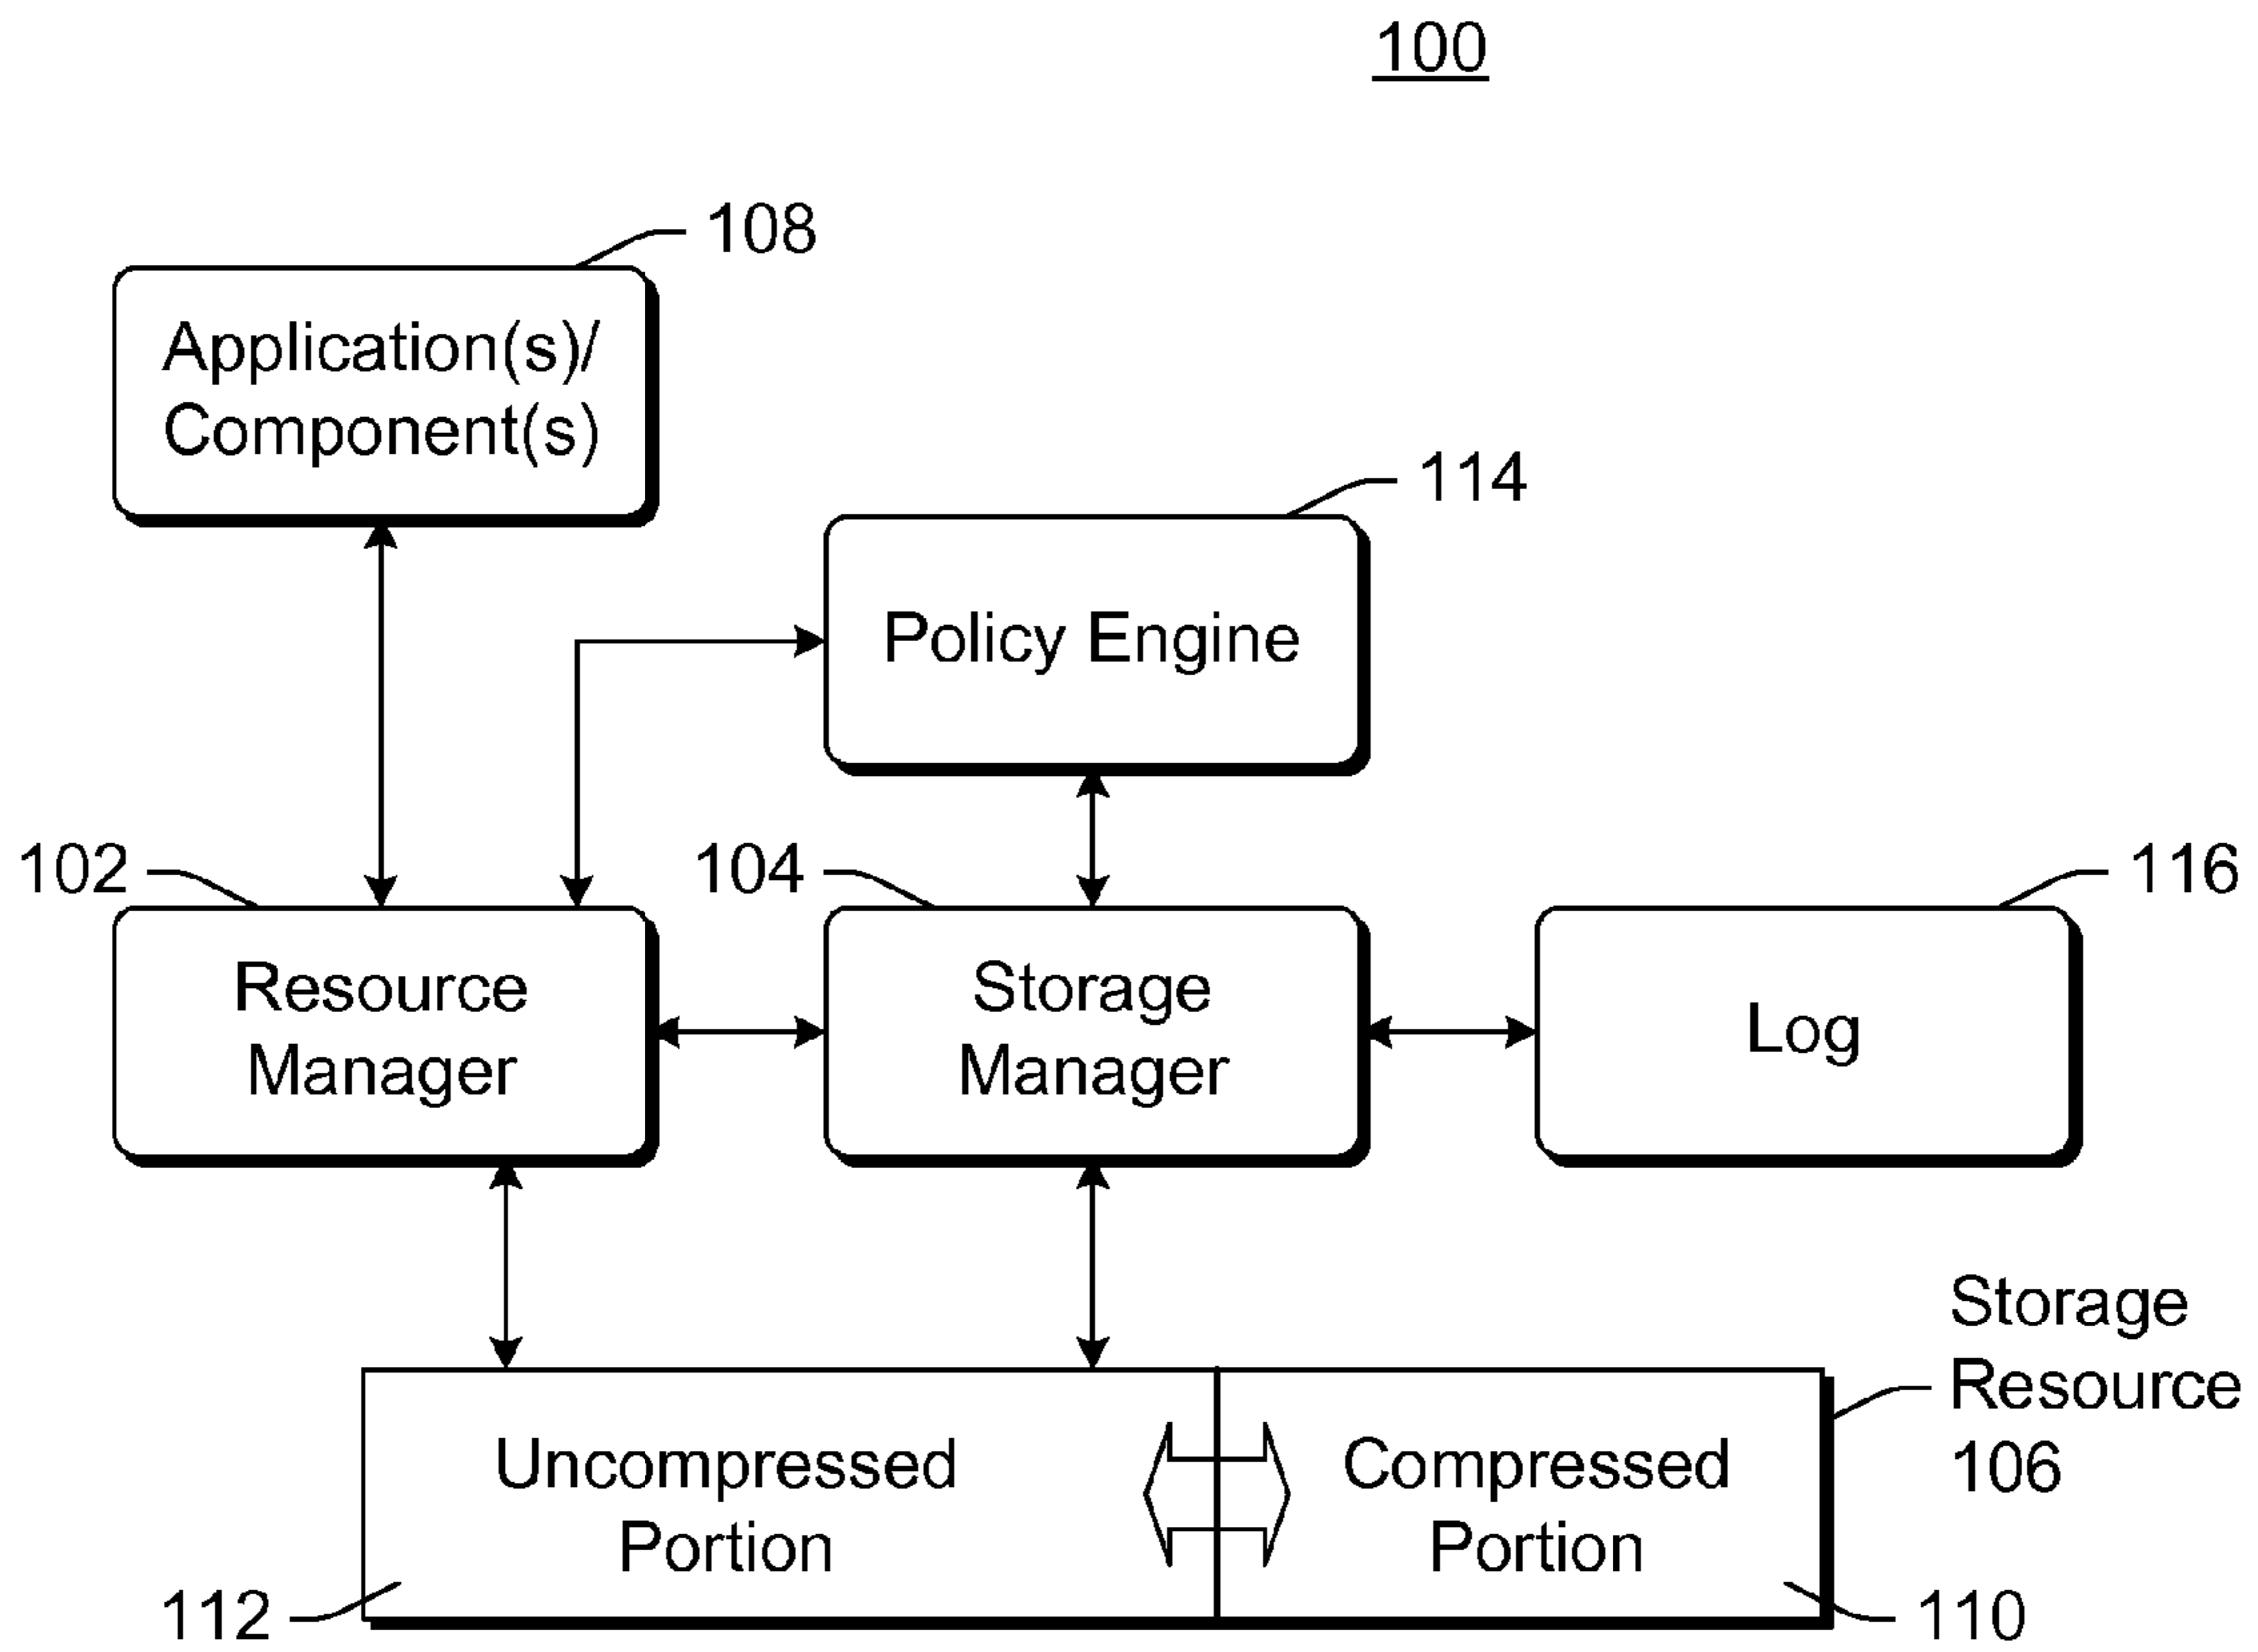 100
108
Application(s)/
Component(s)
114
Policy Engine
102
104
116
Resource
Manager
Storage
Manager
Log
Storage
Resource
106
Uncompressed
Portion
Compressed
Portion
112
110